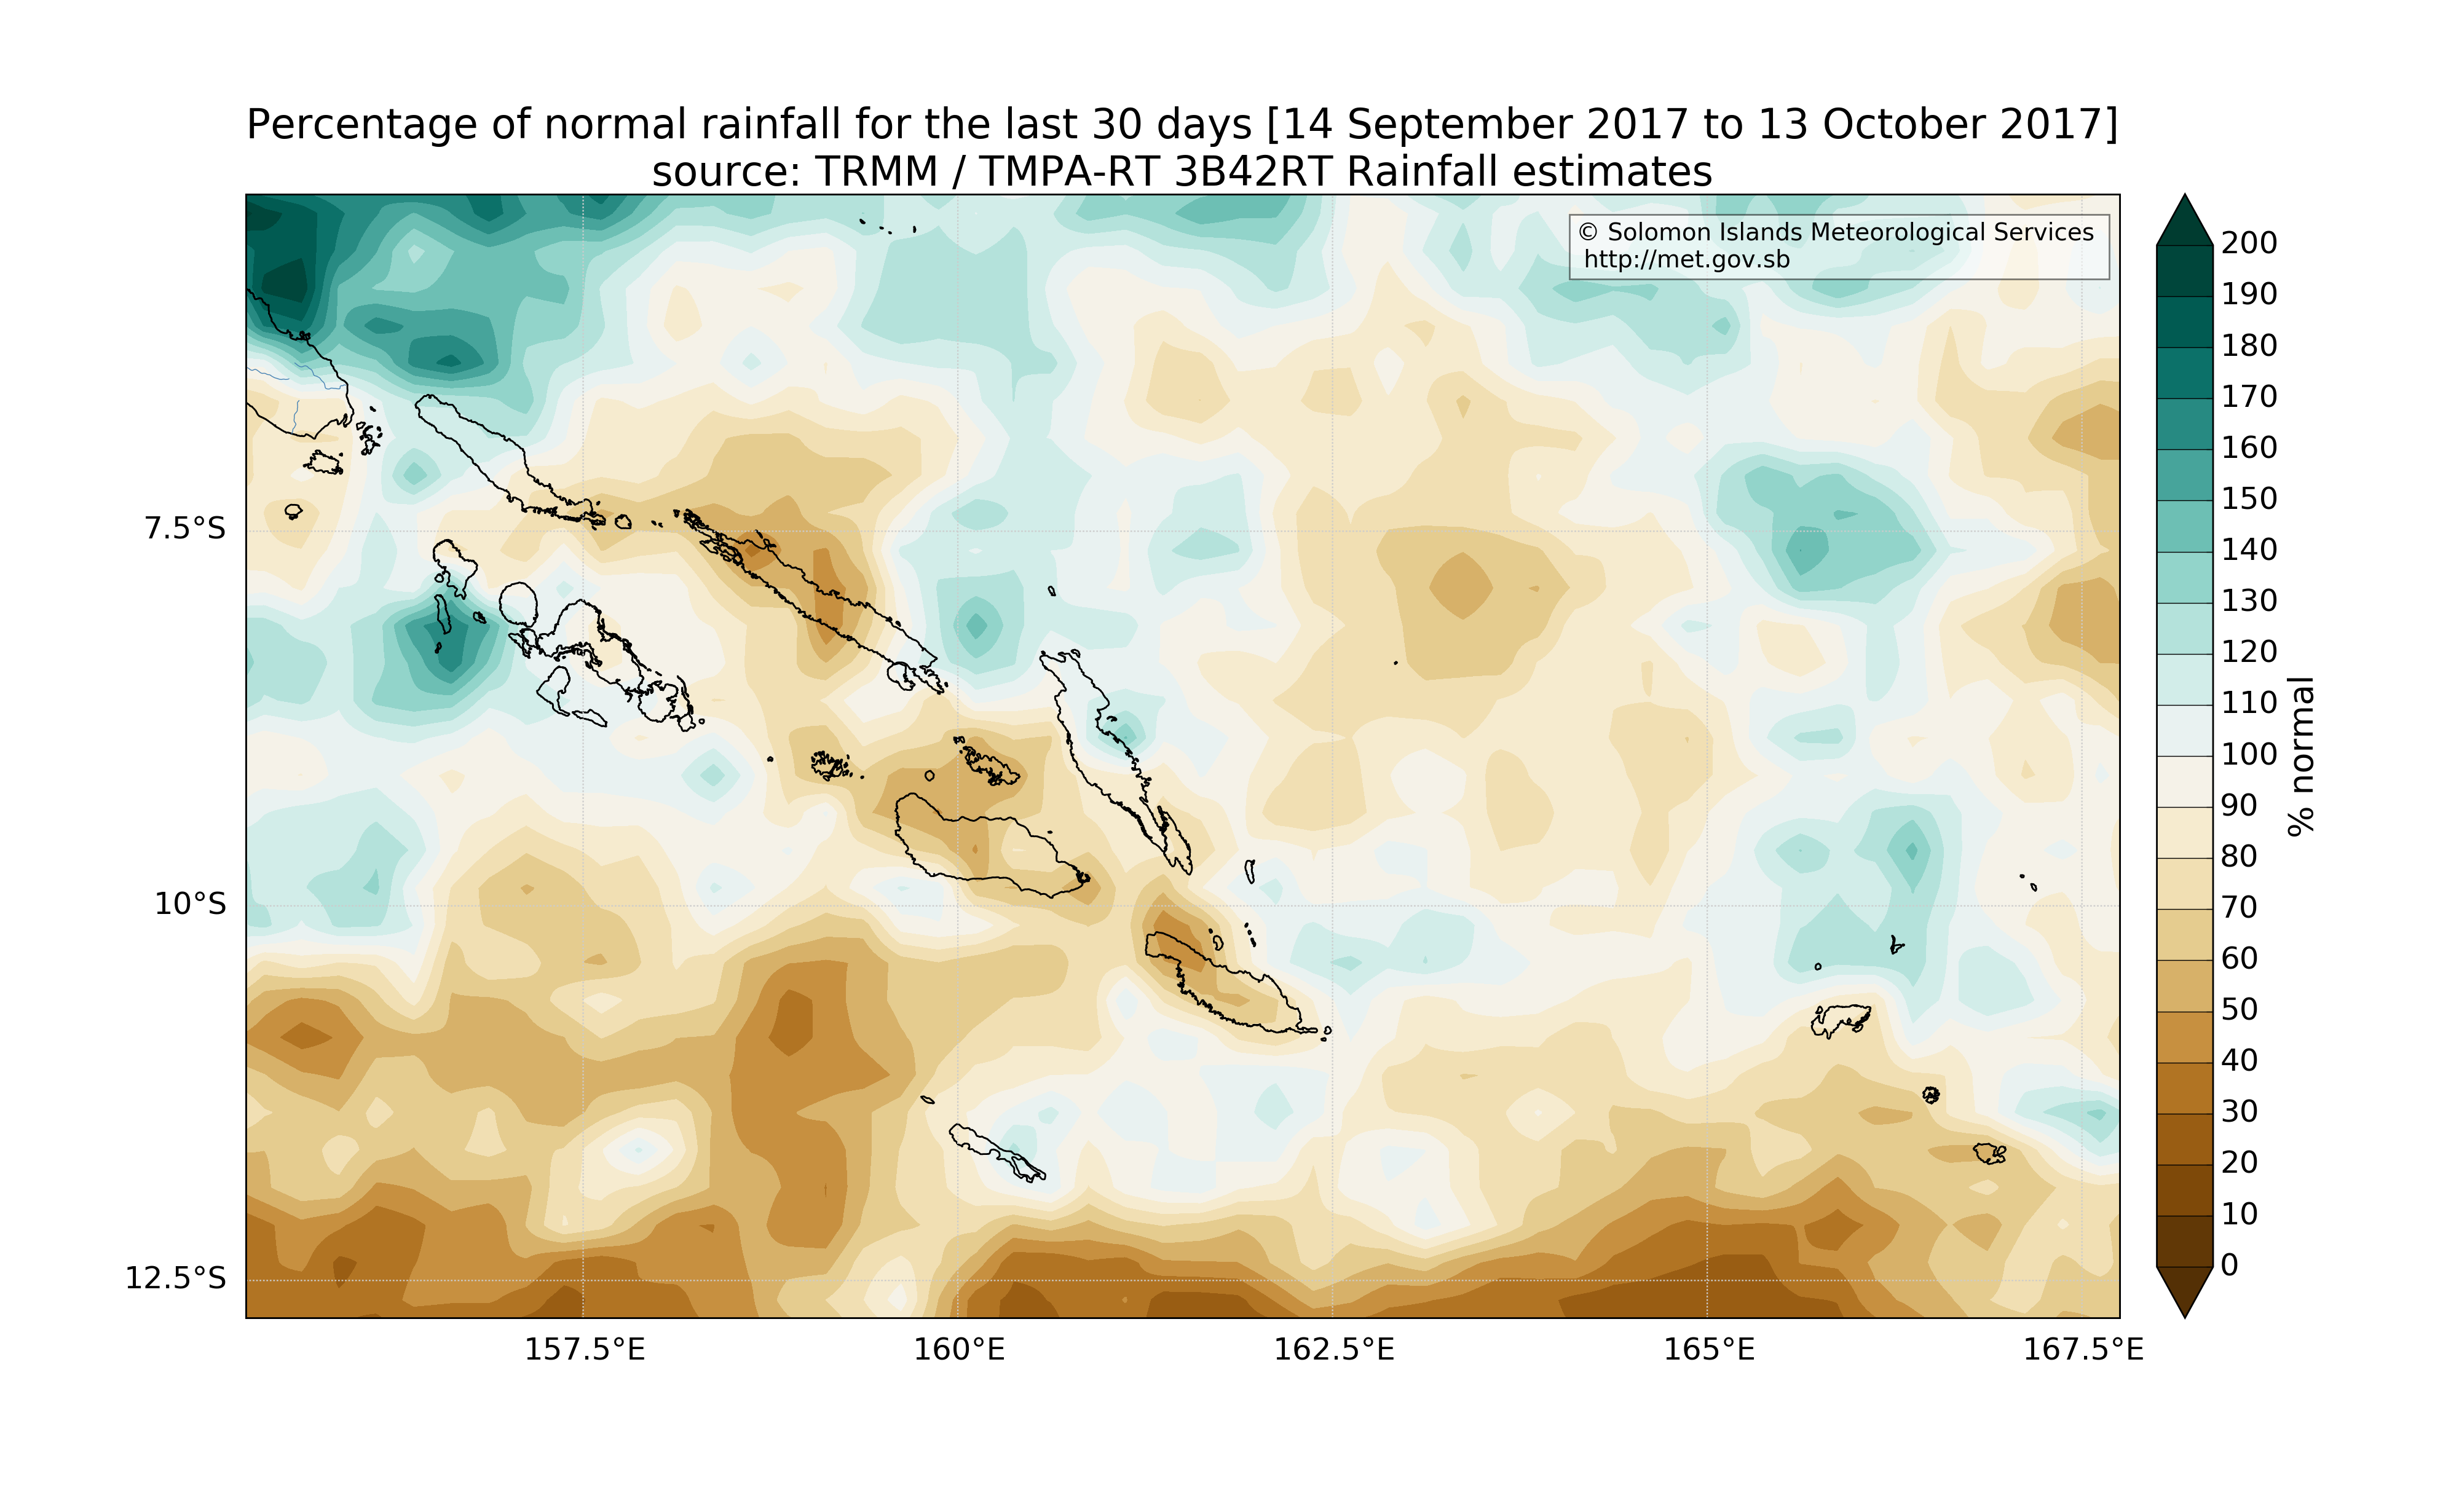 Percentage of normal rainfall for the last 30 days [14 September 2017 to 13 October 2017]
source: TRMM / TMPA-RT 3B42RT Rainfall estimates
© Solomon Islands Meteorological Services
http://met.gov.sb
7.5°S
10°S
12.5°S
157.5°E
160°E
162.5°E
165°E
167.5°E
200
190
180
170
160
150
140
130
120
110
100
90
80
70
60
50
40
30
20
10
0
% normal